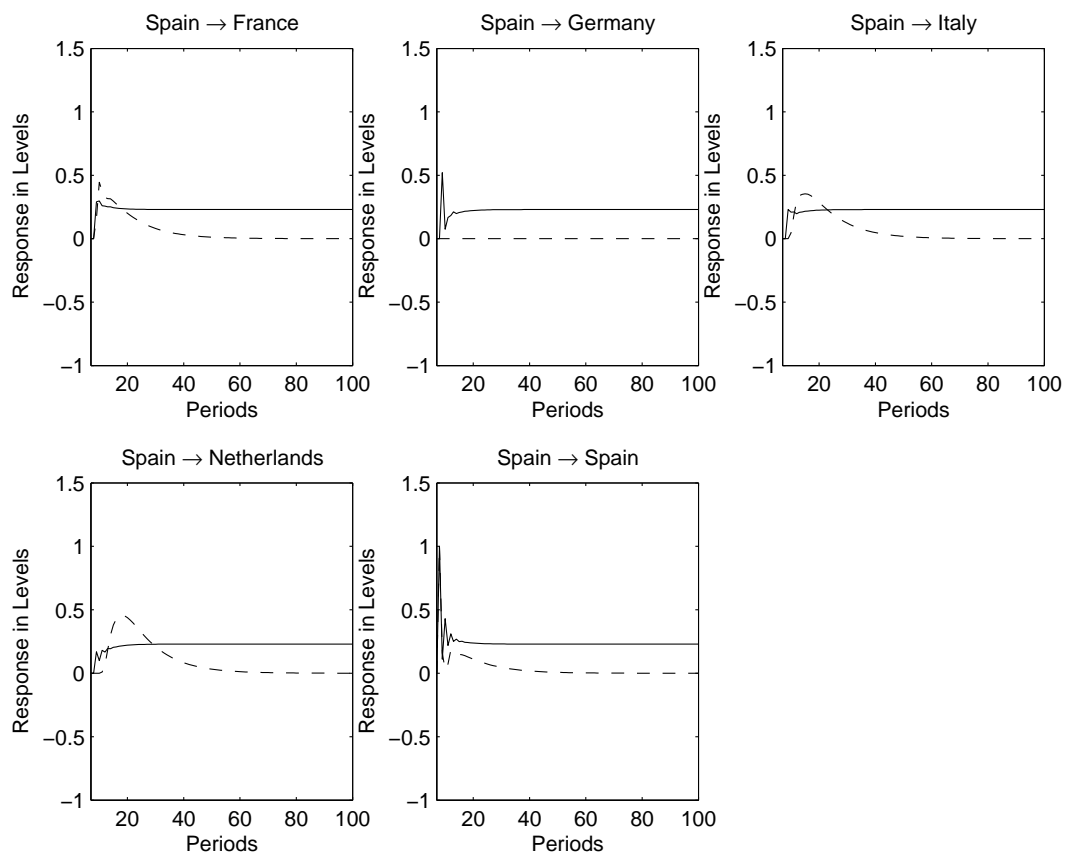 Spain → France
1.5
1
0.5
0
−0.5
−1
Response in Levels
20 40 60 80 100
Periods
Spain → Germany
1.5
1
0.5
0
−0.5
−1
Response in Levels
20 40 60 80 100
Periods
Spain → Italy
1.5
1
0.5
0
−0.5
−1
Response in Levels
20 40 60 80 100
Periods
Spain → Netherlands
1.5
1
0.5
0
−0.5
−1
Response in Levels
20 40 60 80 100
Periods
Spain → Spain
1.5
1
0.5
0
−0.5
−1
Response in Levels
20 40 60 80 100
Periods